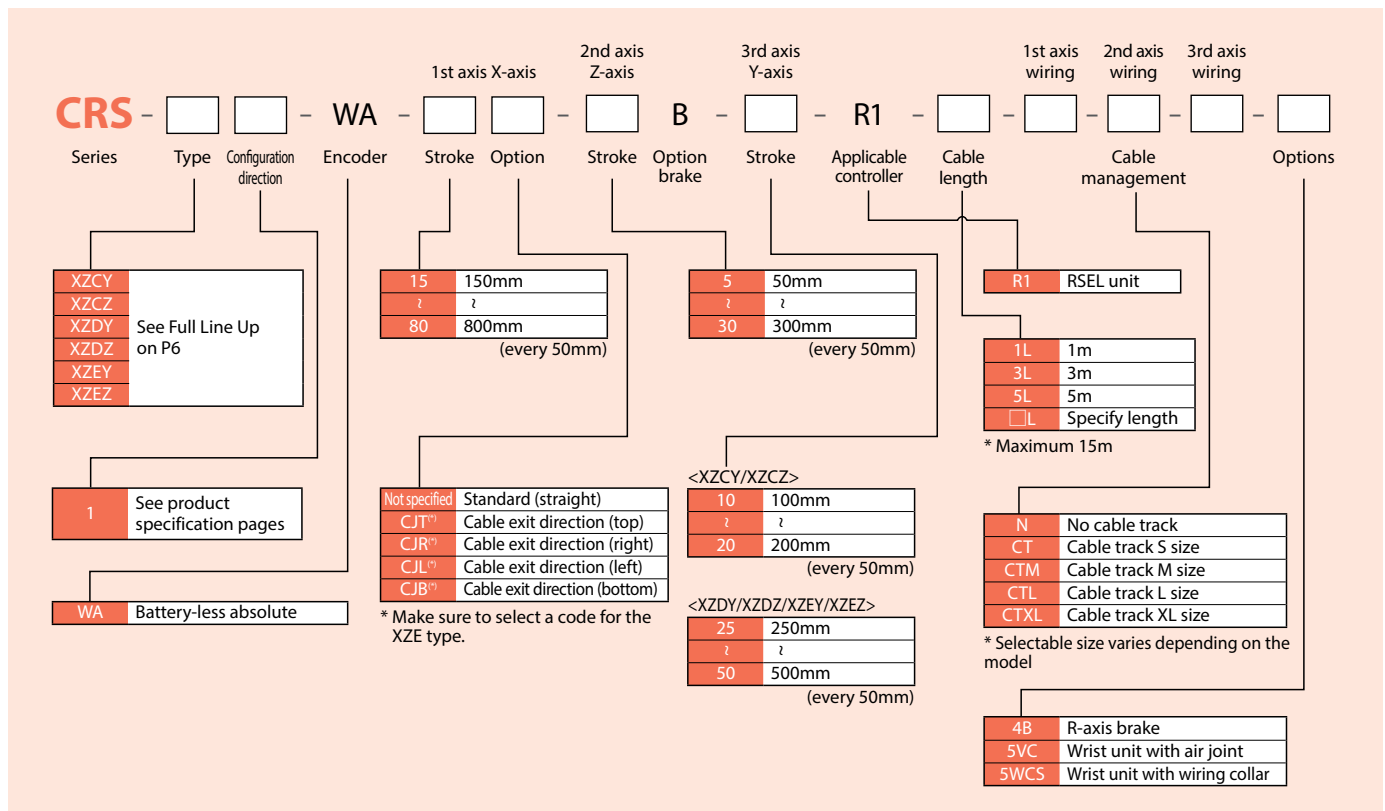 1st axis X-axis
2nd axis
Z-axis
3rd axis
Y-axis
1st axis
wiring
2nd axis
wiring
3rd axis
wiring
CRS - □ □ - WA - □ □ - □ B - □ - R1 - □ - □ - □ - □ - □
Series
Type
Configuration
direction
Encoder
Stroke
Option
Stroke
Option
brake
Stroke
Applicable
controller
Cable
length
Cable
management
Options
XZCY
XZCZ
XZDY
XZDZ
XZEY
XZEZ
See Full Line Up
on P6
1
See product
specification pages
WA Battery-less absolute
15 150mm
≀ ≀
80 800mm
(every 50mm)
Not specified Standard (straight)
CJT(*) Cable exit direction (top)
CJR(*) Cable exit direction (right)
CJL(*) Cable exit direction (left)
CJB(*) Cable exit direction (bottom)
* Make sure to select a code for the
XZE type.
5 50mm
≀ ≀
30 300mm
(every 50mm)
<XZCY/XZCZ>
10 100mm
≀ ≀
20 200mm
(every 50mm)
<XZDY/XZDZ/XZEY/XZEZ>
25 250mm
≀ ≀
50 500mm
(every 50mm)
R1 RSEL unit
1L 1m
3L 3m
5L 5m
□L Specify length
* Maximum 15m
N No cable track
CT Cable track S size
CTM Cable track M size
CTL Cable track L size
CTXL Cable track XL size
* Selectable size varies depending on the
model
4B R-axis brake
5VC Wrist unit with air joint
5WCS Wrist unit with wiring collar